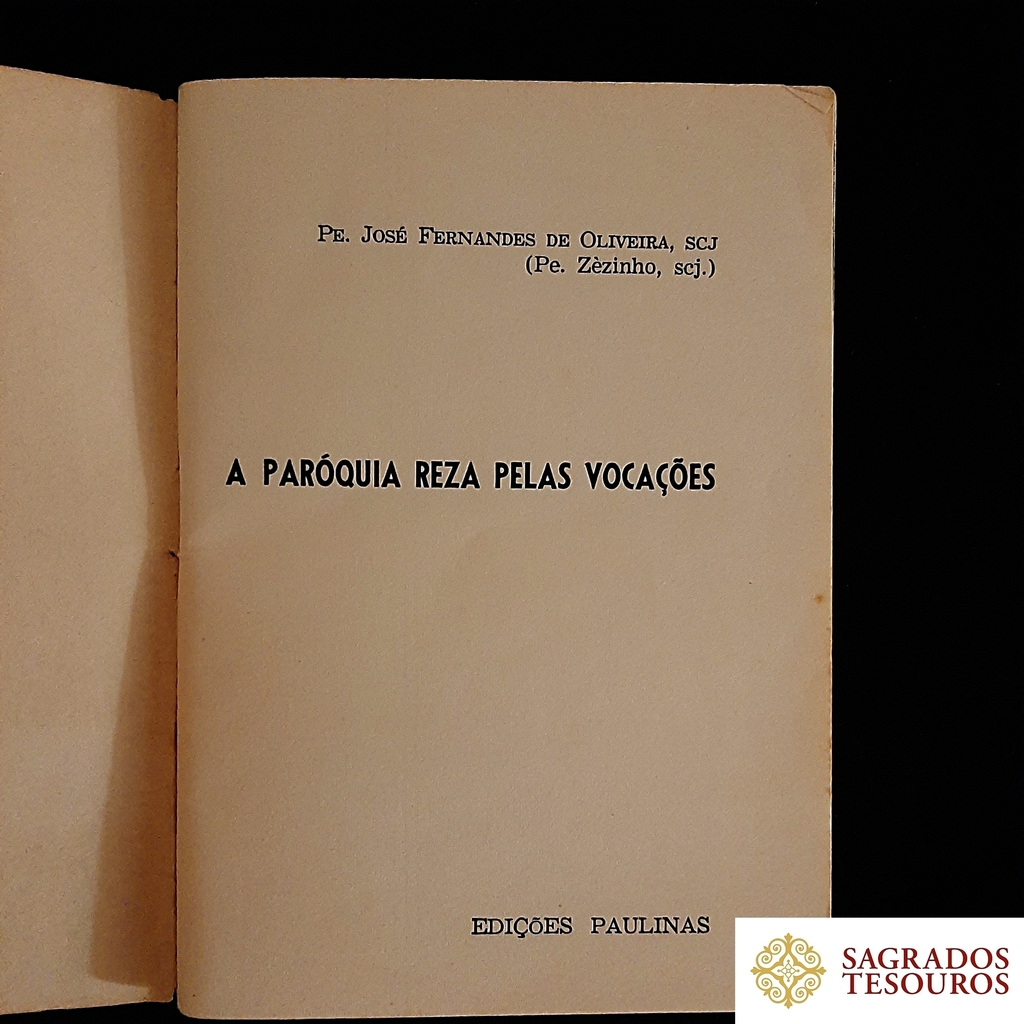 Pe. José Fernandes de Oliveira, scj
(Pe. Zèzinho, scj.)
A PARÓQUIA REZA PELAS VOCAÇÕES
EDIÇÕES PAULINAS
SAGRADOS
TESOUROS